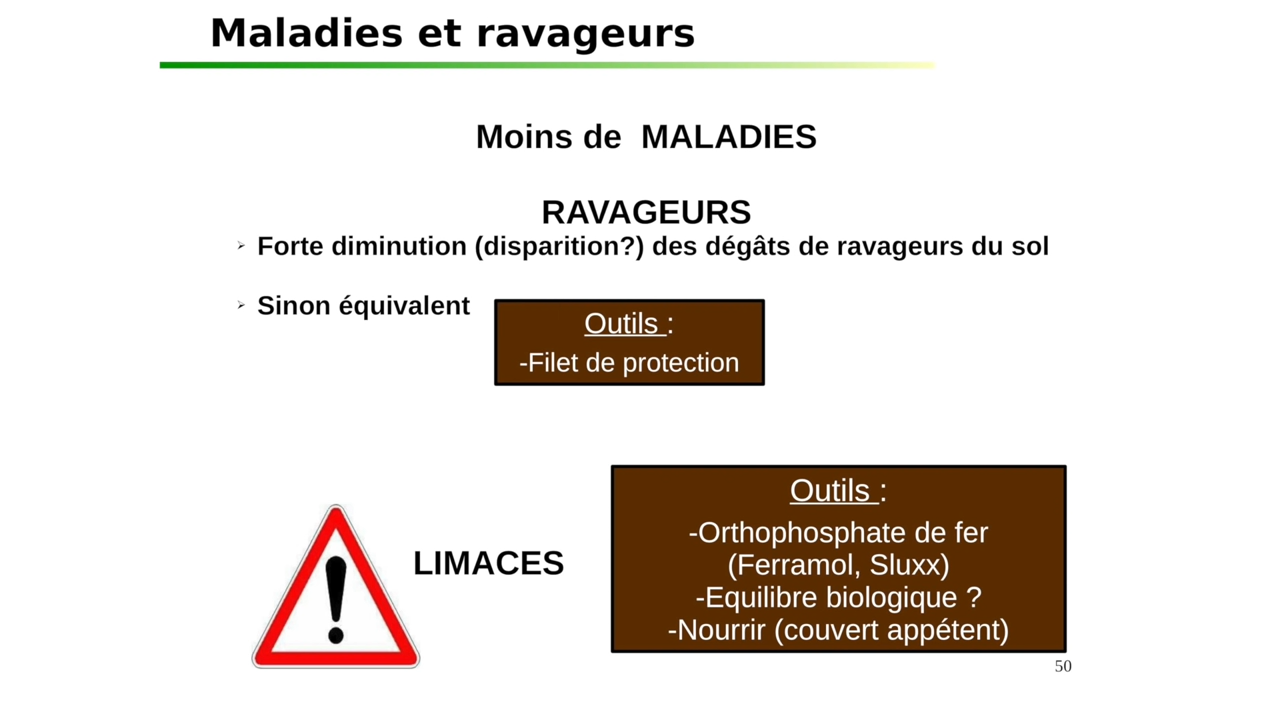 Maladies et ravageurs
Moins de  MALADIES
RAVAGEURS
➢ Forte diminution (disparition?) des dégâts de ravageurs du sol
➢ Sinon équivalent
Outils :
-Filet de protection
LIMACES
Outils :
-Orthophosphate de fer
(Ferramol, Sluxx)
-Equilibre biologique ?
-Nourrir (couvert appétent)
50